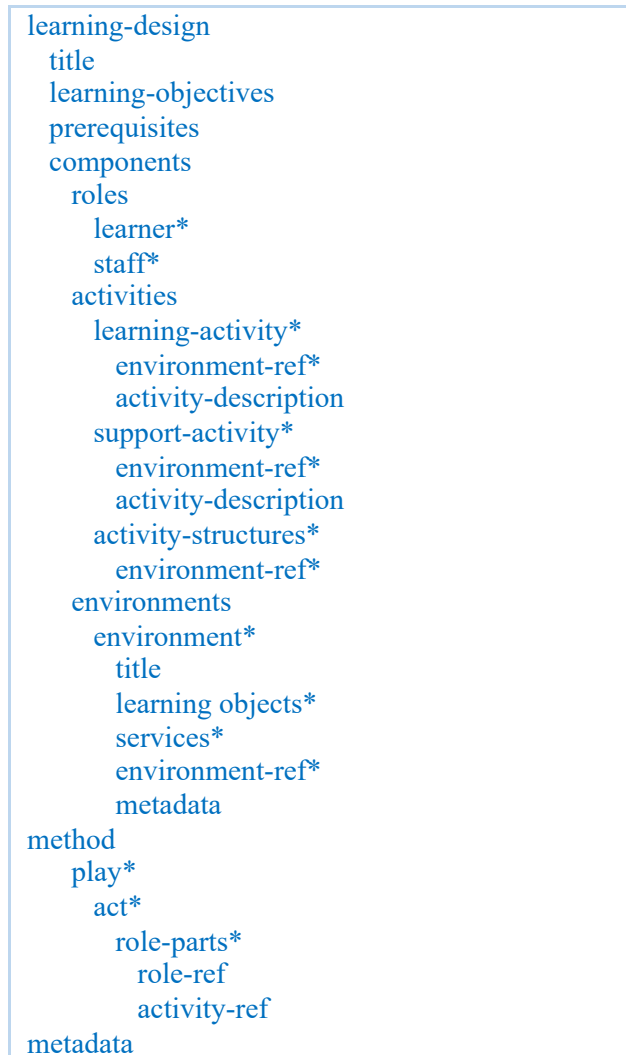 learning-design
title
learning-objectives
prerequisites
components
roles
learner*
staff*
activities
learning-activity*
environment-ref*
activity-description
support-activity*
environment-ref*
activity-description
activity-structures*
environment-ref*
environments
environment*
title
learning objects*
services*
environment-ref*
metadata
method
play*
act*
role-parts*
role-ref
activity-ref
metadata